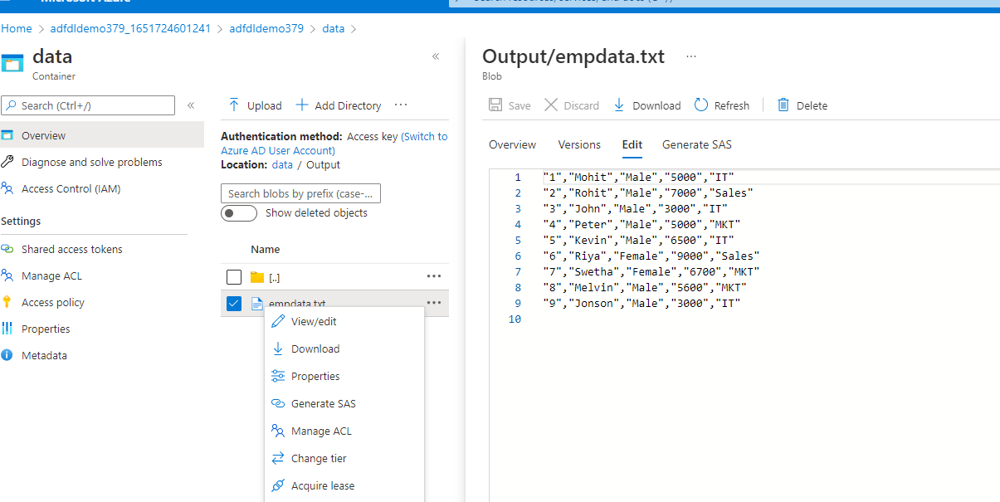 Microsoft Azure
Home > adfdldemo379_1651724601241 > adfdldemo379 > data >
data
Container
«
Search (Ctrl+/)
«
Overview
Diagnose and solve problems
Access Control (IAM)
Settings
Shared access tokens
Manage ACL
Access policy
Properties
Metadata
Upload
Add Directory
···
Authentication method: Access key (Switch to
Azure AD User Account)
Location: data / Output
Search blobs by prefix (case-...
Show deleted objects
Name
[..]
···
empdata.txt
···
View/edit
Download
Properties
Generate SAS
Manage ACL
Change tier
Acquire lease
Output/empdata.txt ···
Blob
Save
Discard
Download
Refresh
Delete
Overview
Versions
Edit
Generate SAS
1 "1","Mohit","Male","5000","IT"
2 "2","Rohit","Male","7000","Sales"
3 "3","John","Male","3000","IT"
4 "4","Peter","Male","5000","MKT"
5 "5","Kevin","Male","6500","IT"
6 "6","Riya","Female","9000","Sales"
7 "7","Swetha","Female","6700","MKT"
8 "8","Melvin","Male","5600","MKT"
9 "9","Jonson","Male","3000","IT"
10